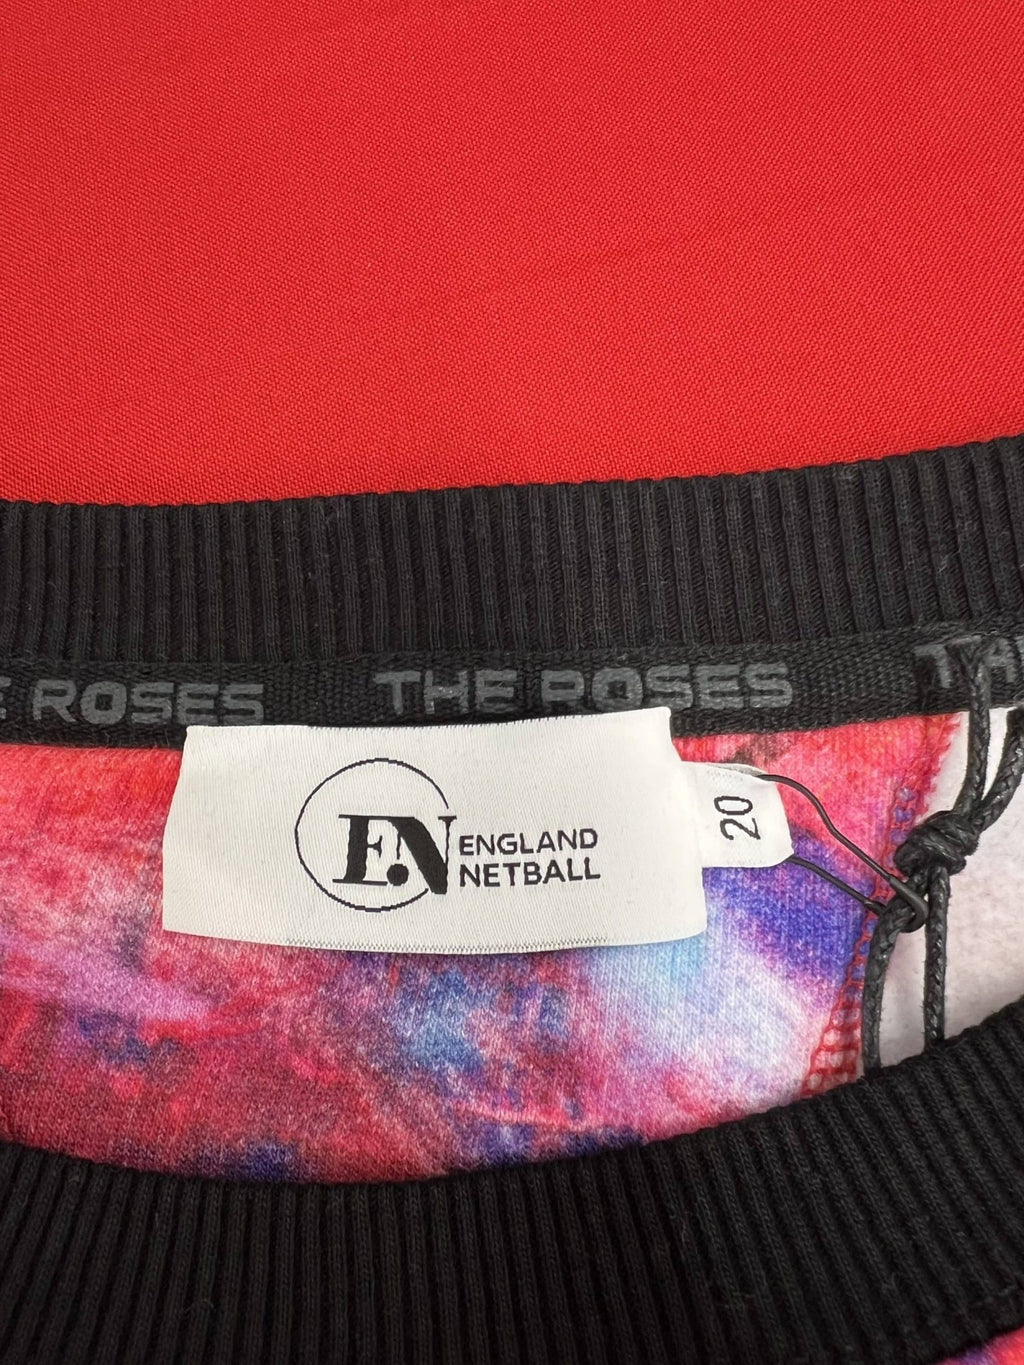 THE ROSES
THE ROSES
EN
ENGLAND
NETBALL
20